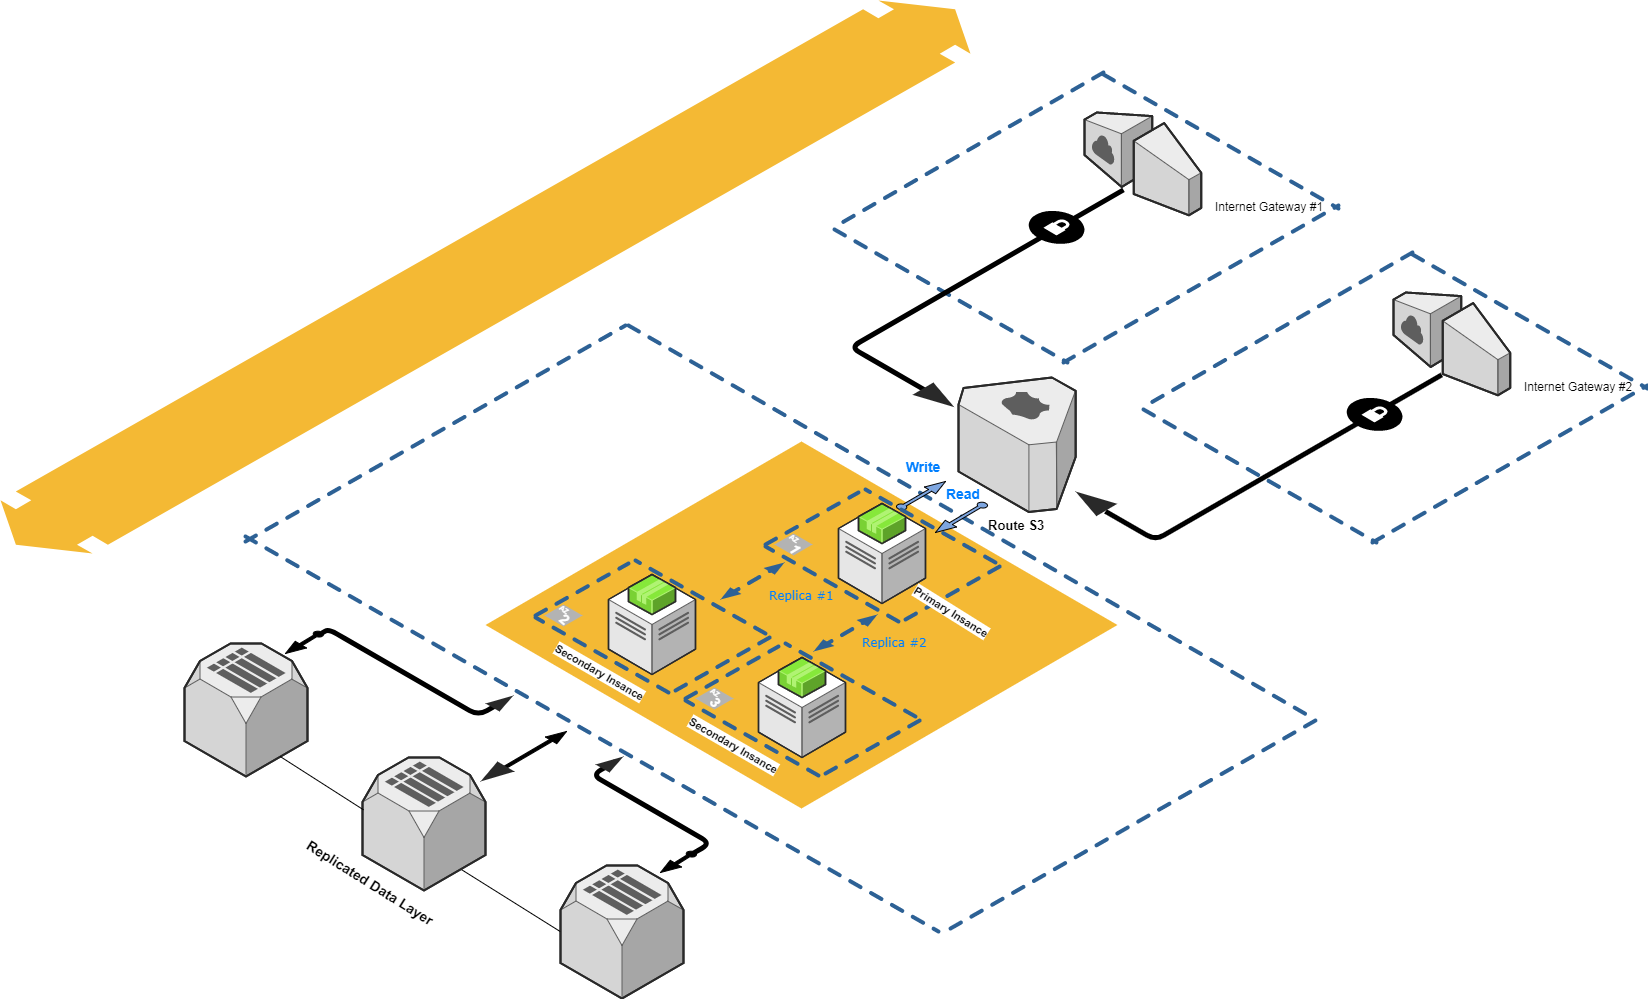 Internet Gateway #1
Internet Gateway #2
Write
Read
Route S3
AZ
1
Replica #1
Primary Insance
AZ
2
Replica #2
Secondary Insance
AZ
3
Secondary Insance
Replicated Data Layer